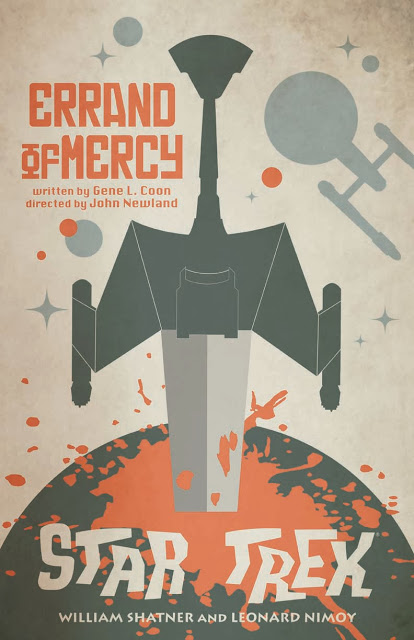 ERRAND
OF MERCY
written by Gene L. Coon
directed by John Newland
STAR TREK
WILLIAM SHATNER AND LEONARD NIMOY